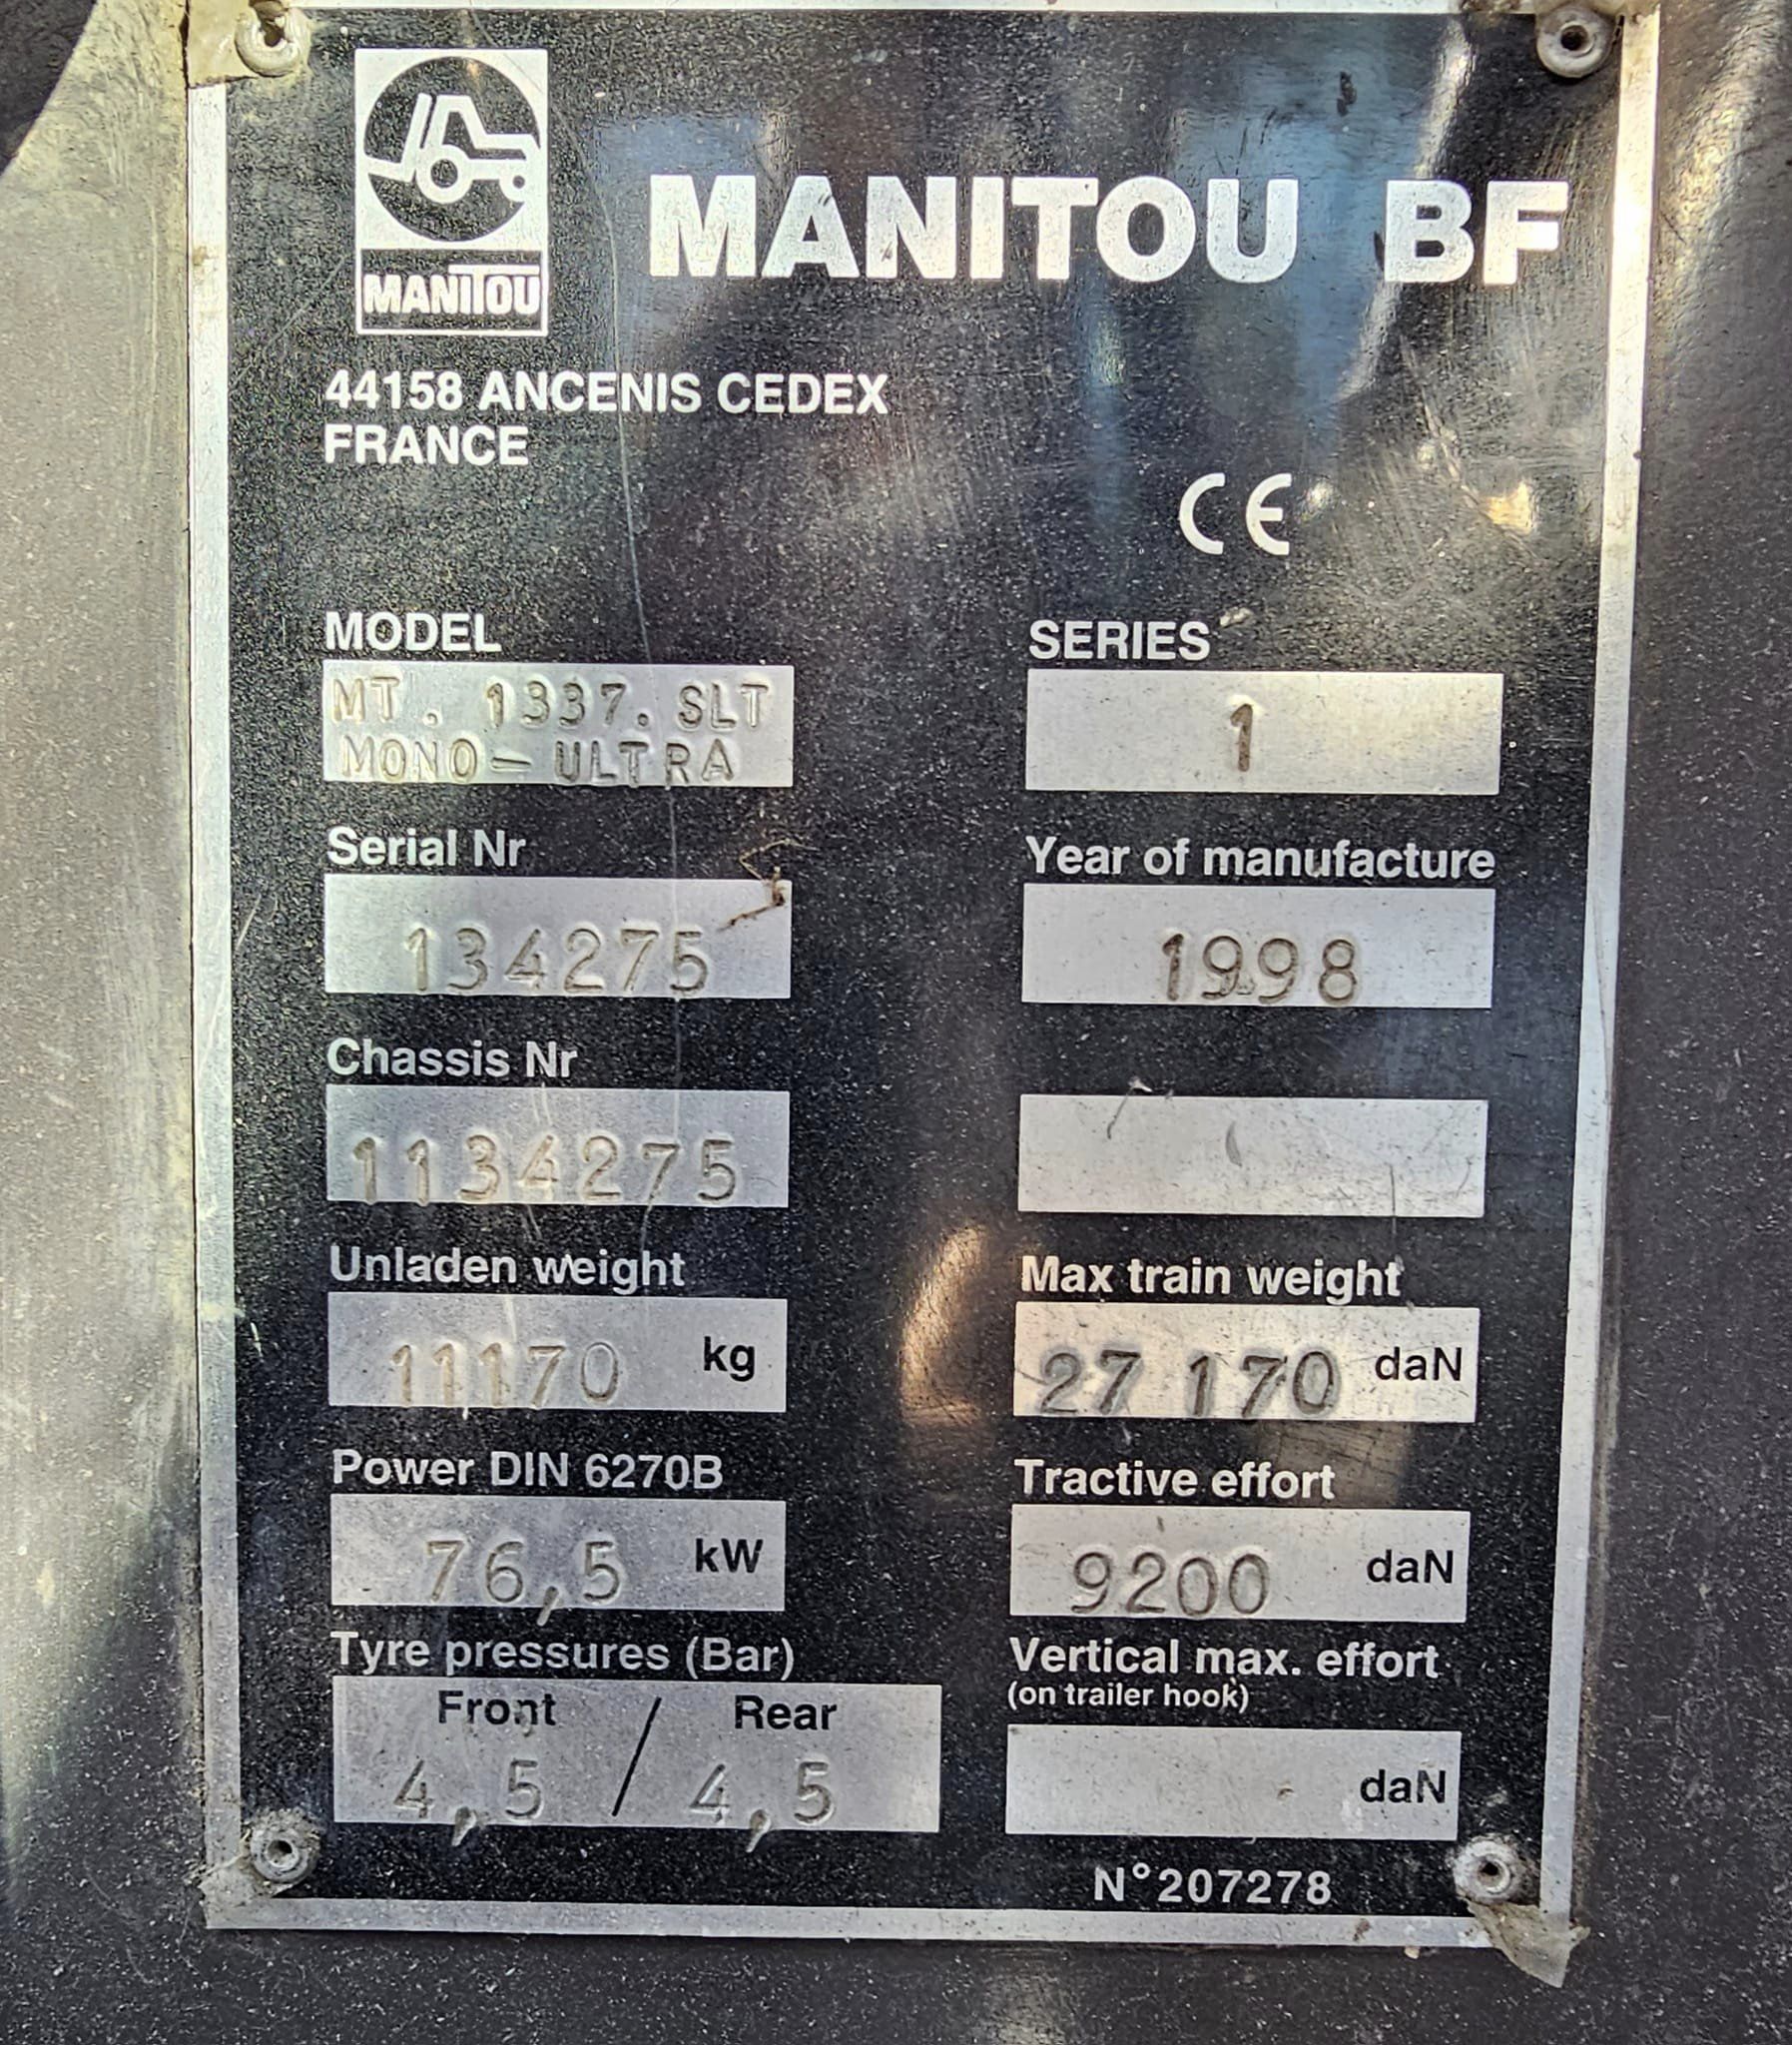 MANITOU
MANITOU BF
44158 ANCENIS CEDEX
FRANCE
CE
MODEL
MT. 1337. SLT
MONO-ULTRA
SERIES
1
Serial Nr
134275
Year of manufacture
1998
Chassis Nr
1134275
Unladen weight
11170 kg
Max train weight
27 170 daN
Power DIN 6270B
76,5 kW
Tractive effort
9200 daN
Tyre pressures (Bar)
Front / Rear
4,5 4,5
Vertical max. effort
(on trailer hook)
daN
N°207278